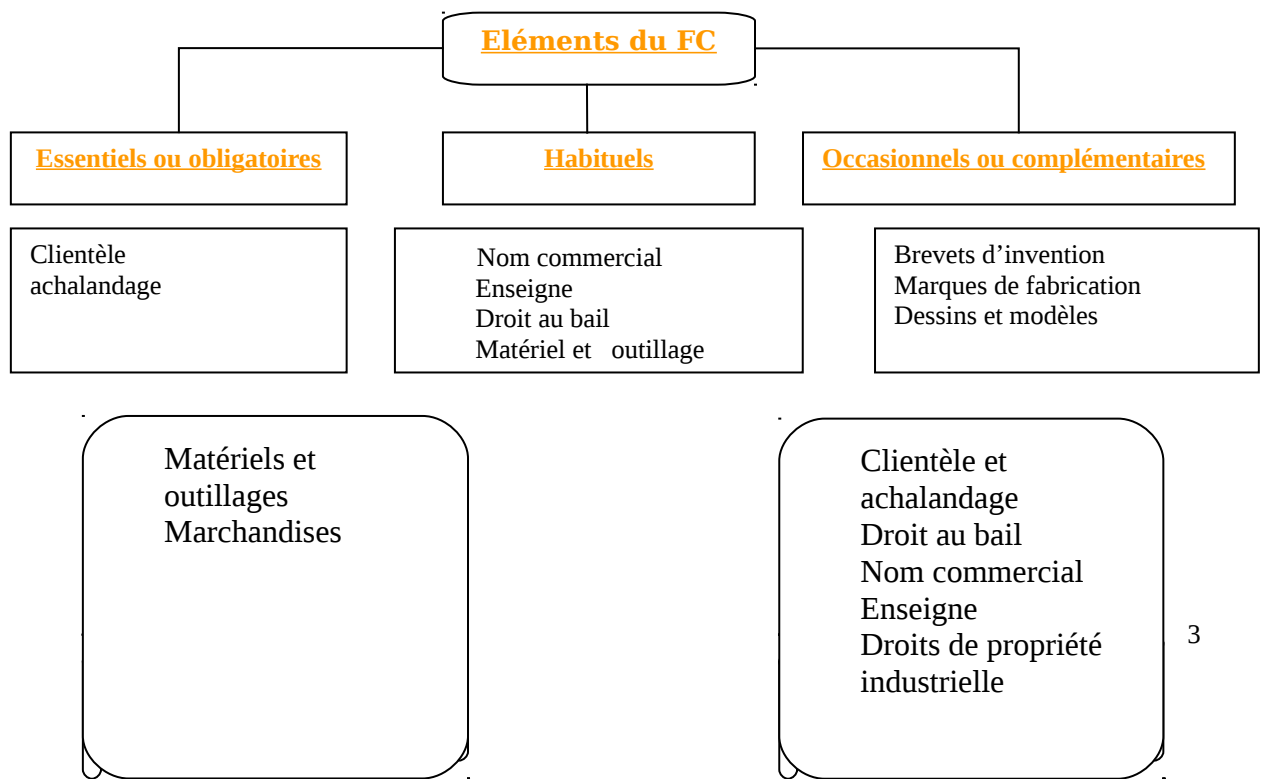 Eléments du FC
Essentiels ou obligatoires
Habituels
Occasionnels ou complémentaires
Clientèle
achalandage
Nom commercial
Enseigne
Droit au bail
Matériel et outillage
Brevets d’invention
Marques de fabrication
Dessins et modèles
Matériels et
outillages
Marchandises
Clientèle et
achalandage
Droit au bail
Nom commercial
Enseigne
Droits de propriété
industrielle
3